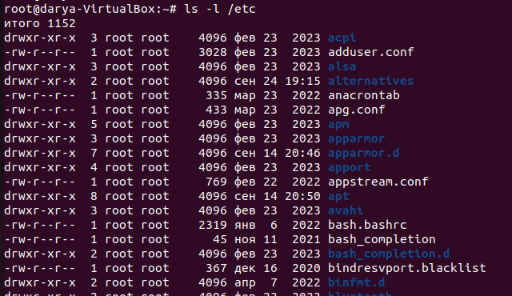 root@darya-VirtualBox:~# ls -l /etc
итого 1152
drwxr-xr-x  3 root root    4096 фев 23  2023 acpi
-rw-r--r--  1 root root    3028 фев 23  2023 adduser.conf
drwxr-xr-x  3 root root    4096 фев 23  2023 alsa
drwxr-xr-x  2 root root    4096 сен 24 19:15 alternatives
-rw-r--r--  1 root root     335 мар 23  2022 anacrontab
-rw-r--r--  1 root root     433 мар 23  2022 apg.conf
drwxr-xr-x  5 root root    4096 фев 23  2023 apm
drwxr-xr-x  3 root root    4096 фев 23  2023 apparmor
drwxr-xr-x  7 root root    4096 сен 14 20:46 apparmor.d
drwxr-xr-x  4 root root    4096 фев 23  2023 apport
-rw-r--r--  1 root root     769 фев 22  2022 appstream.conf
drwxr-xr-x  8 root root    4096 сен 14 20:50 apt
drwxr-xr-x  3 root root    4096 фев 23  2023 avahi
-rw-r--r--  1 root root    2319 янв  6  2022 bash.bashrc
-rw-r--r--  1 root root      45 ноя 11  2021 bash_completion
drwxr-xr-x  2 root root    4096 фев 23  2023 bash_completion.d
-rw-r--r--  1 root root     367 дек 16  2020 bindresvport.blacklist
drwxr-xr-x  2 root root    4096 апр  7  2022 binfmt.d